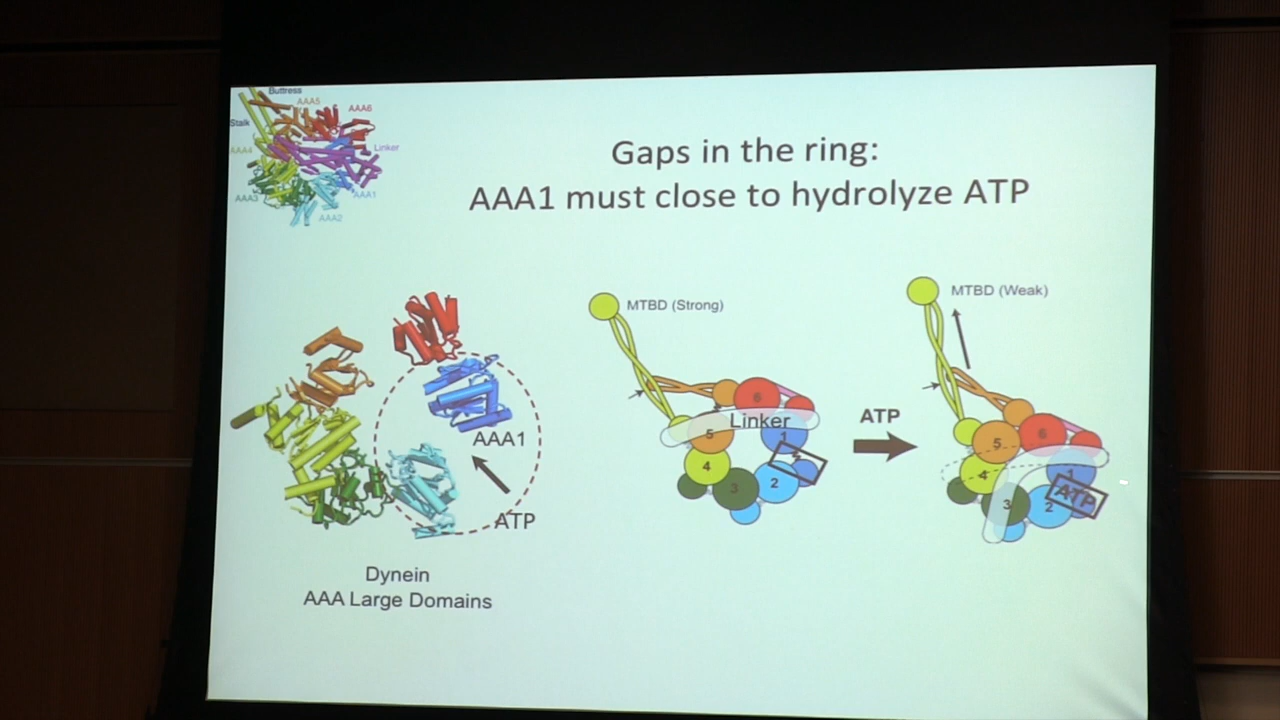 Buttress
AAA5
AAA6
Stalk
Linker
AAA4
AAA3
AAA1
AAA2
Gaps in the ring:
AAA1 must close to hydrolyze ATP
AAA1
ATP
Dynein
AAA Large Domains
MTBD (Strong)
6
Linker
5
1
4
2
3
ATP
MTBD (Weak)
6
5
4
1
ATP
3
2